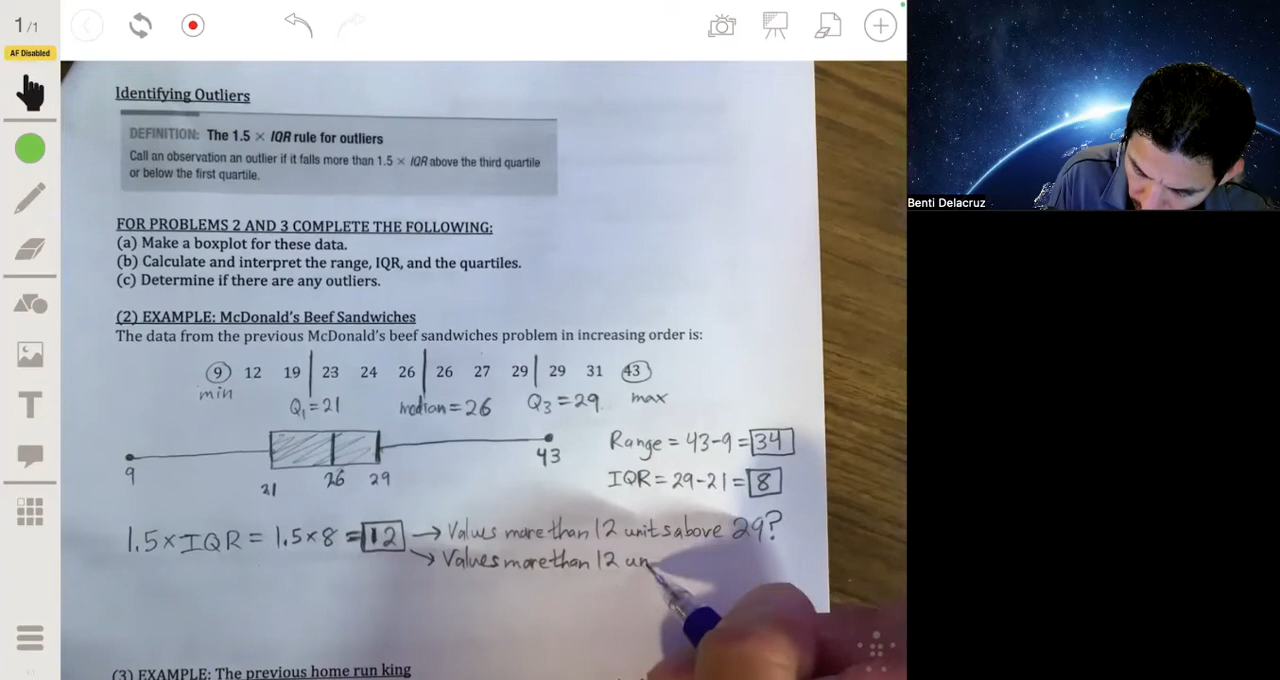 1/1
AF Disabled
Identifying Outliers
DEFINITION: The 1.5 × IQR rule for outliers
Call an observation an outlier if it falls more than 1.5 × IQR above the third quartile
or below the first quartile.
FOR PROBLEMS 2 AND 3 COMPLETE THE FOLLOWING:
(a) Make a boxplot for these data.
(b) Calculate and interpret the range, IQR, and the quartiles.
(c) Determine if there are any outliers.
(2) EXAMPLE: McDonald's Beef Sandwiches
The data from the previous McDonald's beef sandwiches problem in increasing order is:
9 12 19 23 24 26 26 27 29 29 31 43
min Q₁=21 median=26 Q₃=29 max
Range = 43-9 = 34
9 21 26 29 43
IQR = 29-21 = 8
1.5×IQR = 1.5×8 = 12 → Values more than 12 units above 29?
→ Values more than 12 un
(3) EXAMPLE: The previous home run king
Benti Delacruz
T